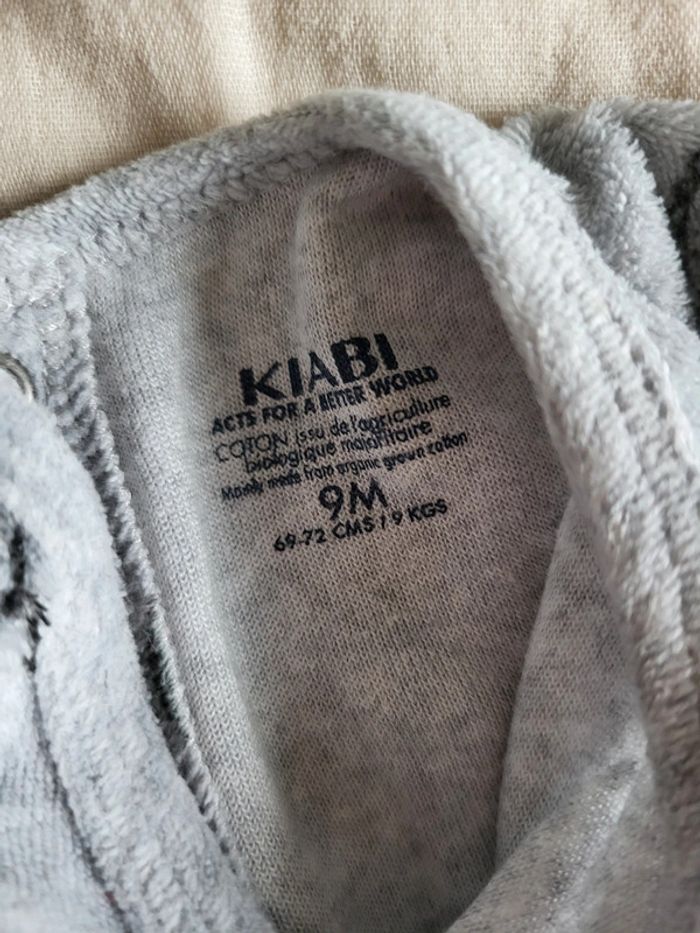 KIABI
ACTS FOR A BETTER WORLD
COTON issu de l'agriculture
biologique majoritaire
Mainly made from organic grown cotton
9M
69-72 CMS / 9 KGS